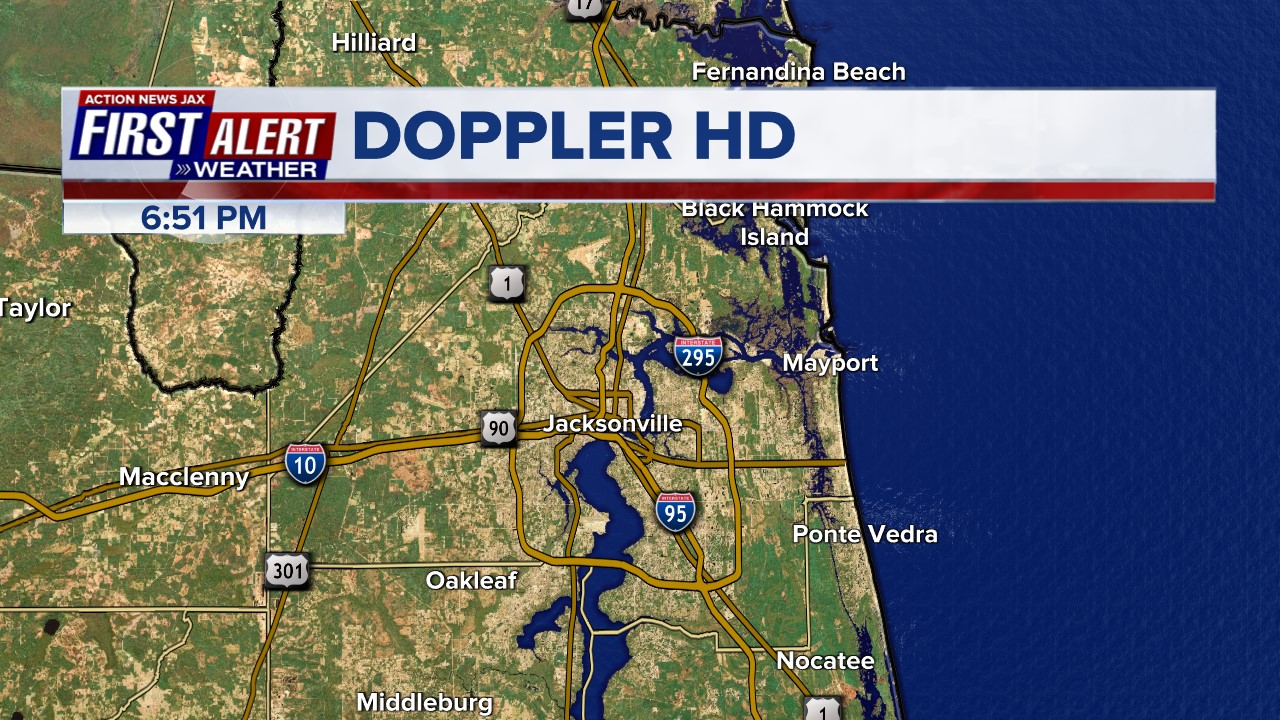 17
Hilliard
Fernandina Beach
ACTION NEWS JAX
FIRST ALERT
WEATHER
DOPPLER HD
6:51 PM
Black Hammock
Island
1
Taylor
INTERSTATE
295
Mayport
90
Jacksonville
INTERSTATE
10
Macclenny
INTERSTATE
95
Ponte Vedra
301
Oakleaf
Nocatee
Middleburg
1